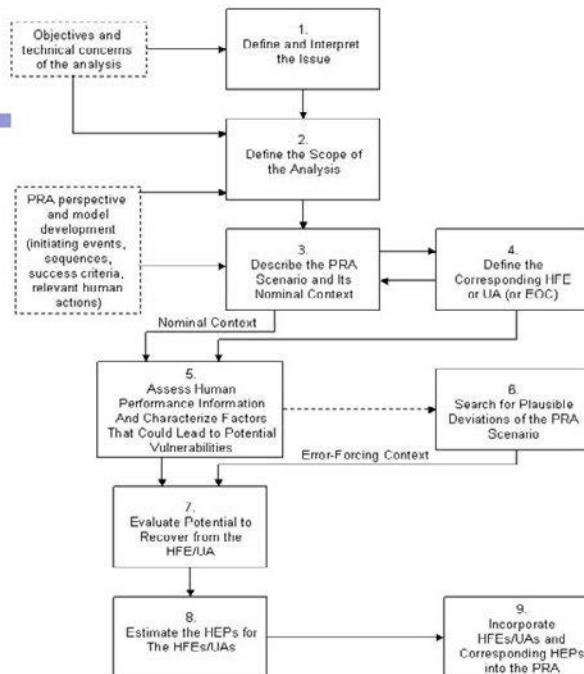 Objectives and
technical concerns
of the analysis
1.
Define and Interpret
the Issue
2.
Define the Scope of
the Analysis
PRA perspective
and model
development
(initiating events,
sequences,
success criteria,
relevant human
actions)
3.
Describe the PRA
Scenario and Its
Nominal Context
4.
Define the
Corresponding HFE
or UA (or EOC)
Nominal Context
5.
Assess Human
Performance Information
And Characterize Factors
That Could Lead to Potential
Vulnerabilities
6.
Search for Plausible
Deviations of the PRA
Scenario
Error-Forcing Context
7.
Evaluate Potential to
Recover from the
HFE/UA
8.
Estimate the HEPs for
The HFEs/UAs
9.
Incorporate
HFEs/UAs and
Corresponding HEPs
into the PRA